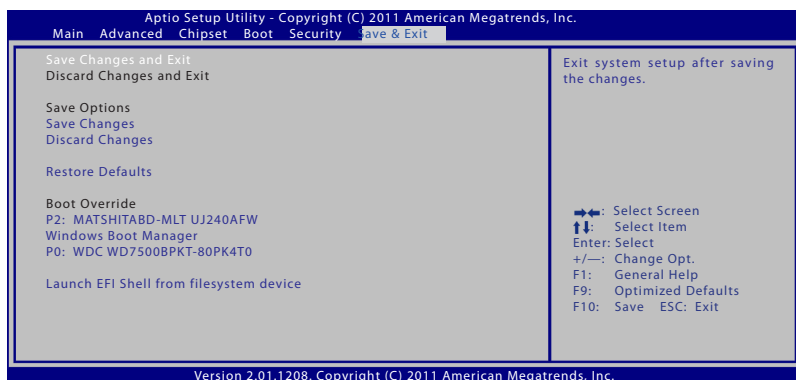 Aptio Setup Utility - Copyright (C) 2011 American Megatrends, Inc.
Main Advanced Chipset Boot Security Save & Exit
Save Changes and Exit
Discard Changes and Exit
Save Options
Save Changes
Discard Changes
Restore Defaults
Boot Override
P2: MATSHITABD-MLT UJ240AFW
Windows Boot Manager
P0: WDC WD7500BPKT-80PK4T0
Launch EFI Shell from filesystem device
Exit system setup after saving
the changes.
→←: Select Screen
↑↓: Select Item
Enter: Select
+/—: Change Opt.
F1: General Help
F9: Optimized Defaults
F10: Save ESC: Exit
Version 2.01.1208. Copyright (C) 2011 American Megatrends, Inc.